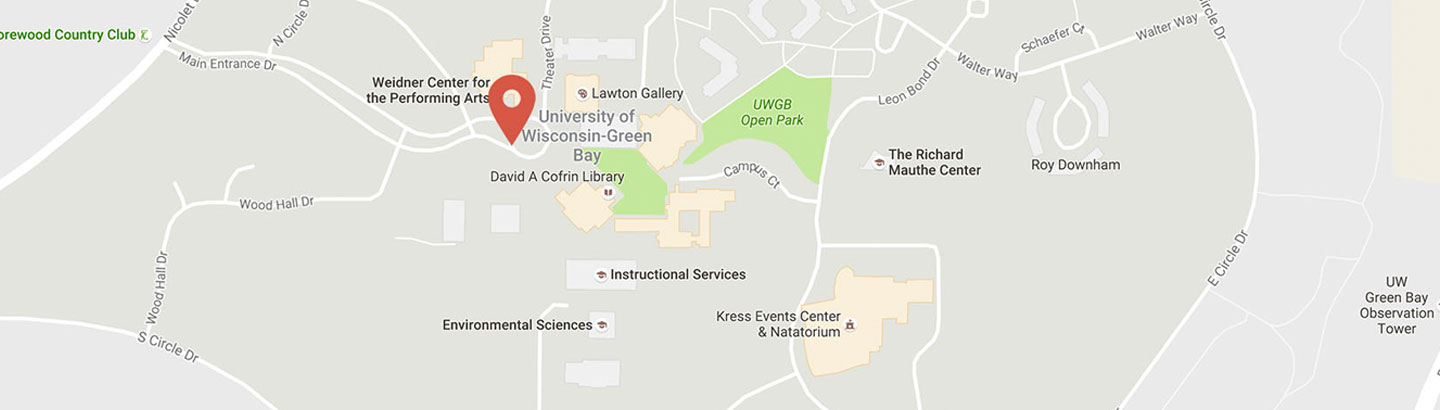 orewood Country Club
Nicolet
N Circle D
Main Entrance Dr
Theater Drive
Weidner Center for
the Performing Arts
Lawton Gallery
University of
Wisconsin-Green
Bay
David A Cofrin Library
UWGB
Open Park
Campus Ct
Leon Bond Dr
Walter Way
Schaefer Cr
Walter Way
Circle Dr
The Richard
Mauthe Center
Roy Downham
Wood Hall Dr
Wood Hall Dr
S Circle Dr
Instructional Services
Environmental Sciences
Kress Events Center
& Natatorium
E Circle Dr
UW
Green Bay
Observation
Tower